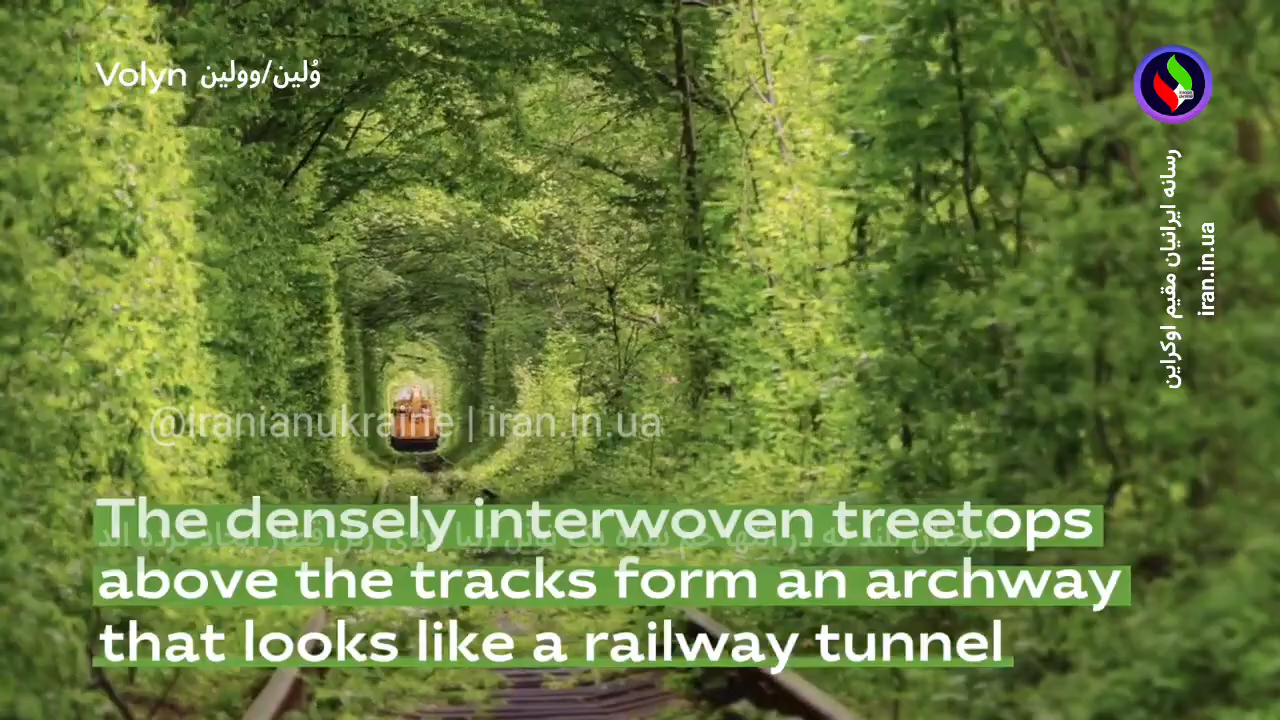 Volyn وُلین/وولین
رسانه ایرانیان مقیم اوکراین
iran.in.ua
@iranianukraine | iran.in.ua
The densely interwoven treetops
above the tracks form an archway
that looks like a railway tunnel